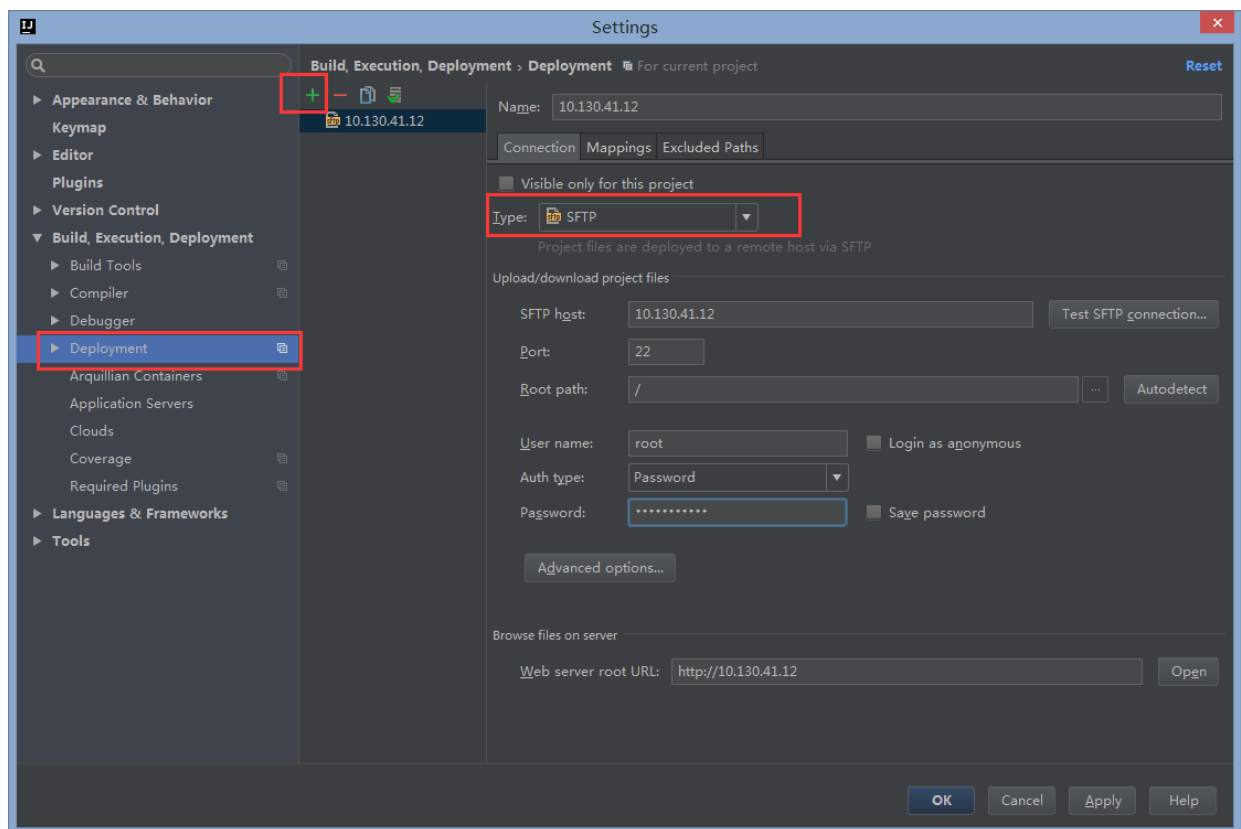 Settings
Build, Execution, Deployment › Deployment For current project Reset
Appearance & Behavior
Keymap
Editor
Plugins
Version Control
Build, Execution, Deployment
Build Tools
Compiler
Debugger
Deployment
Arquillian Containers
Application Servers
Clouds
Coverage
Required Plugins
Languages & Frameworks
Tools
10.130.41.12
Name: 10.130.41.12
Connection Mappings Excluded Paths
Visible only for this project
Type: SFTP
Project files are deployed to a remote host via SFTP
Upload/download project files
SFTP host: 10.130.41.12 Test SFTP connection...
Port: 22
Root path: / ... Autodetect
User name: root Login as anonymous
Auth type: Password
Password: ••••••••••• Save password
Advanced options...
Browse files on server
Web server root URL: http://10.130.41.12 Open
OK Cancel Apply Help